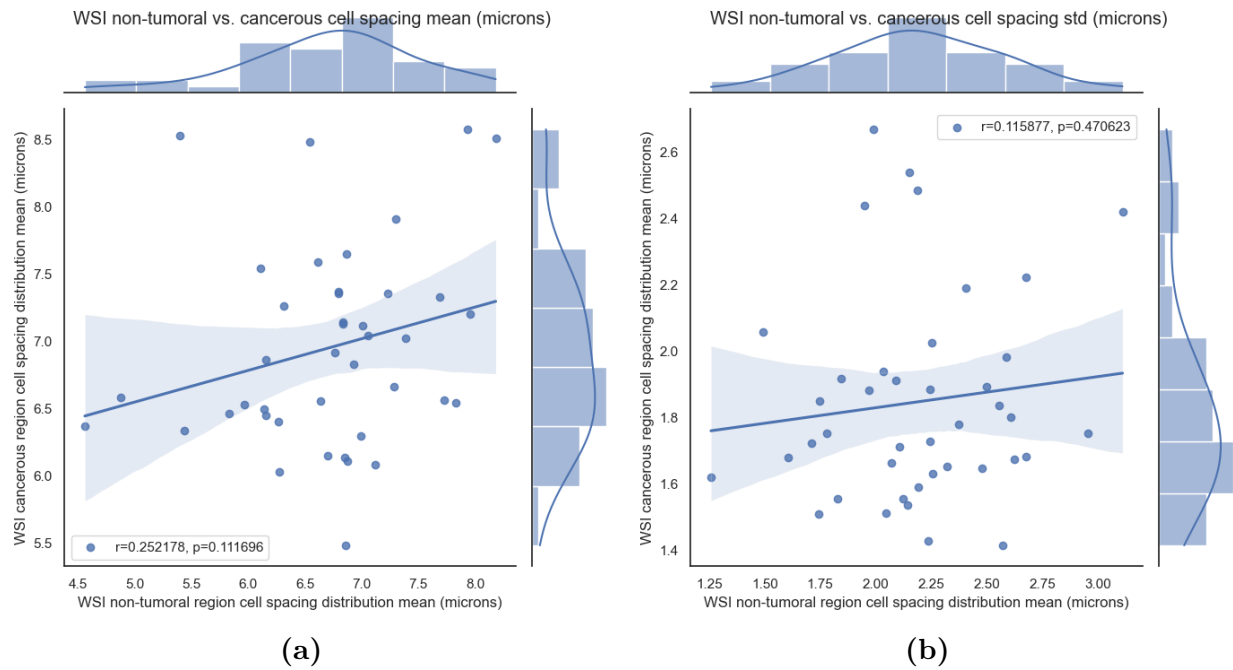 WSI non-tumoral vs. cancerous cell spacing mean (microns)
WSI cancerous region cell spacing distribution mean (microns)
8.5
8.0
7.5
7.0
6.5
6.0
5.5
r=0.252178, p=0.111696
4.5 5.0 5.5 6.0 6.5 7.0 7.5 8.0
WSI non-tumoral region cell spacing distribution mean (microns)
(a)
WSI non-tumoral vs. cancerous cell spacing std (microns)
WSI cancerous region cell spacing distribution mean (microns)
r=0.115877, p=0.470623
2.6
2.4
2.2
2.0
1.8
1.6
1.4
1.25 1.50 1.75 2.00 2.25 2.50 2.75 3.00
WSI non-tumoral region cell spacing distribution mean (microns)
(b)